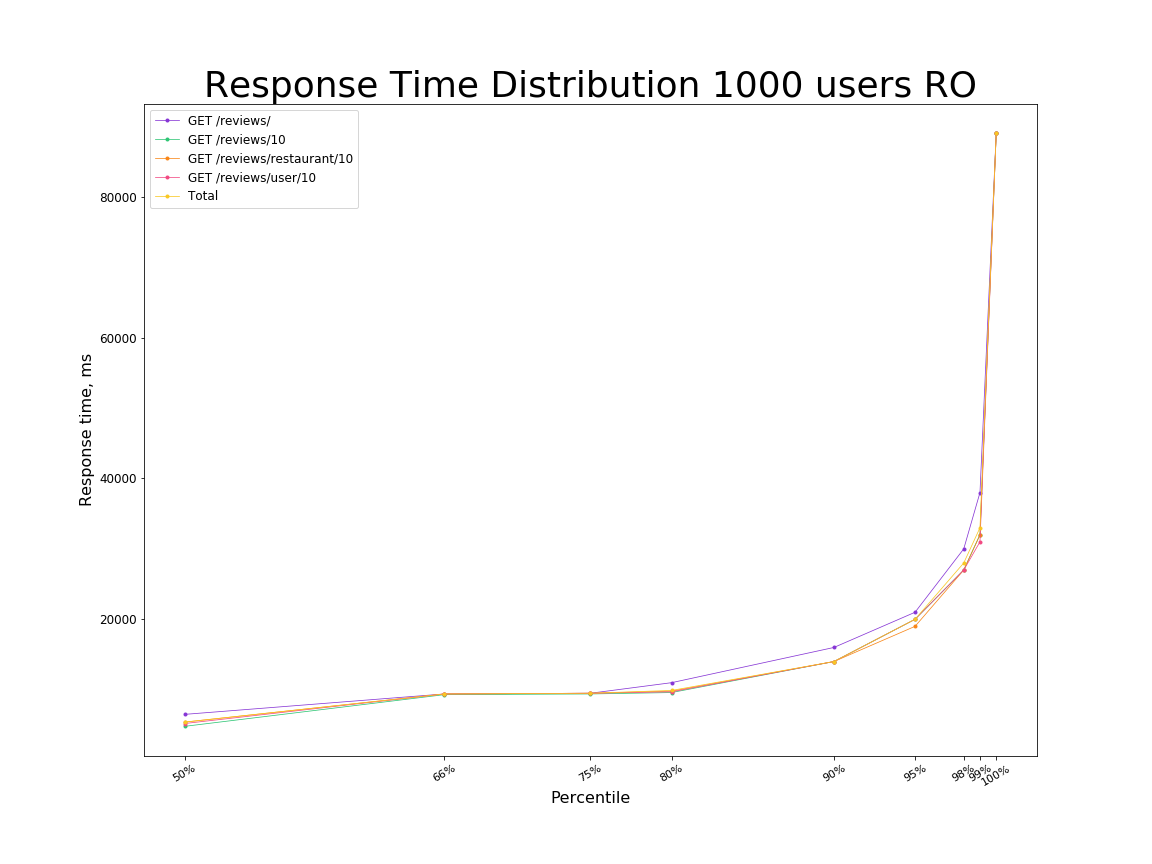 Response Time Distribution 1000 users RO
GET /reviews/
GET /reviews/10
GET /reviews/restaurant/10
GET /reviews/user/10
Total
80000
60000
40000
20000
Response time, ms
50% 66% 75% 80% 90% 95% 98% 99% 100%
Percentile